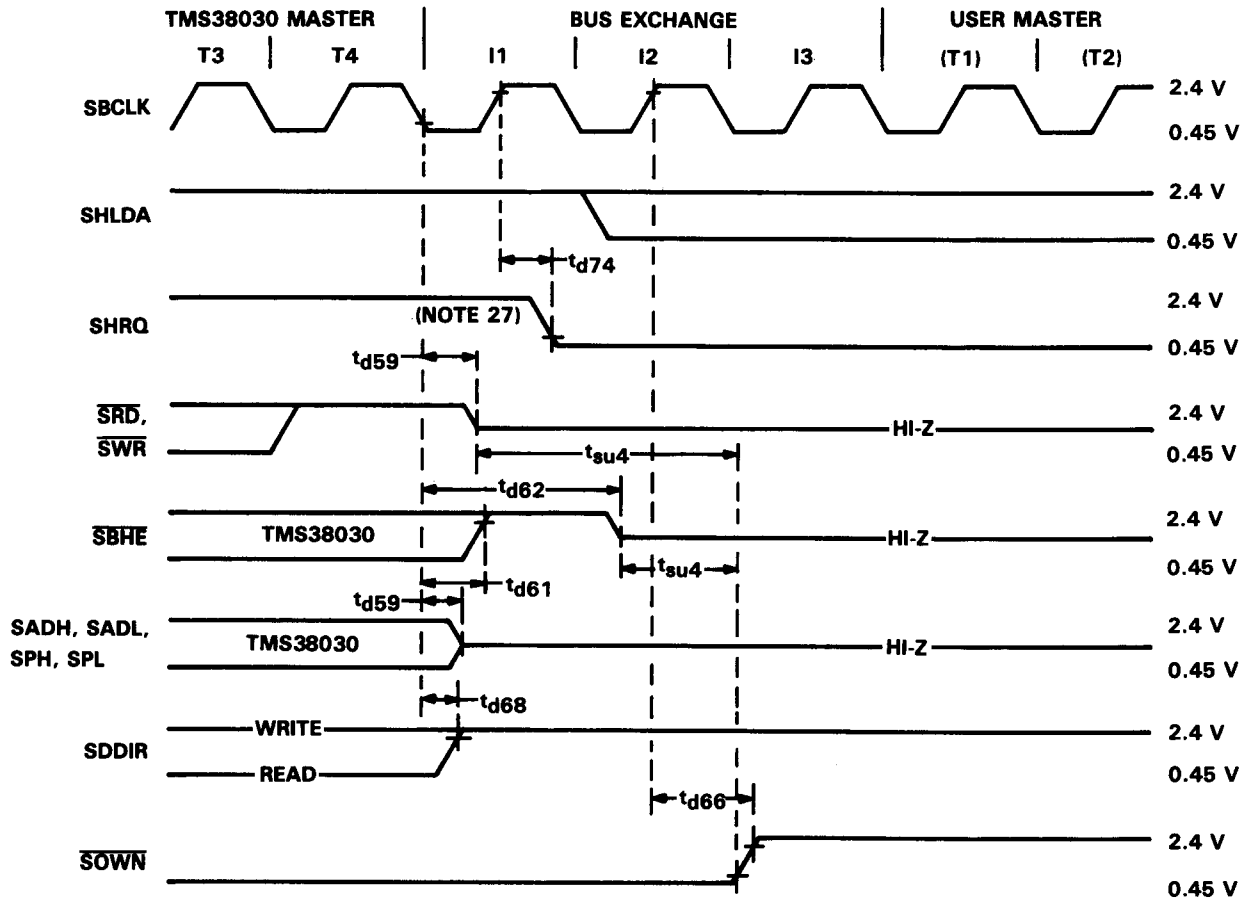 TMS38030 MASTER BUS EXCHANGE USER MASTER
T3 T4 I1 I2 I3 (T1) (T2)
SBCLK 2.4 V
0.45 V
SHLDA 2.4 V
0.45 V
td74
SHRQ (NOTE 27) 2.4 V
0.45 V
td59
SRD, 2.4 V
SWR HI-Z 0.45 V
tsu4
td62
SBHE TMS38030 HI-Z 2.4 V
0.45 V
tsu4
td61
td59
SADH, SADL, TMS38030 HI-Z 2.4 V
SPH, SPL 0.45 V
td68
SDDIR WRITE 2.4 V
READ 0.45 V
td66
SOWN 2.4 V
0.45 V